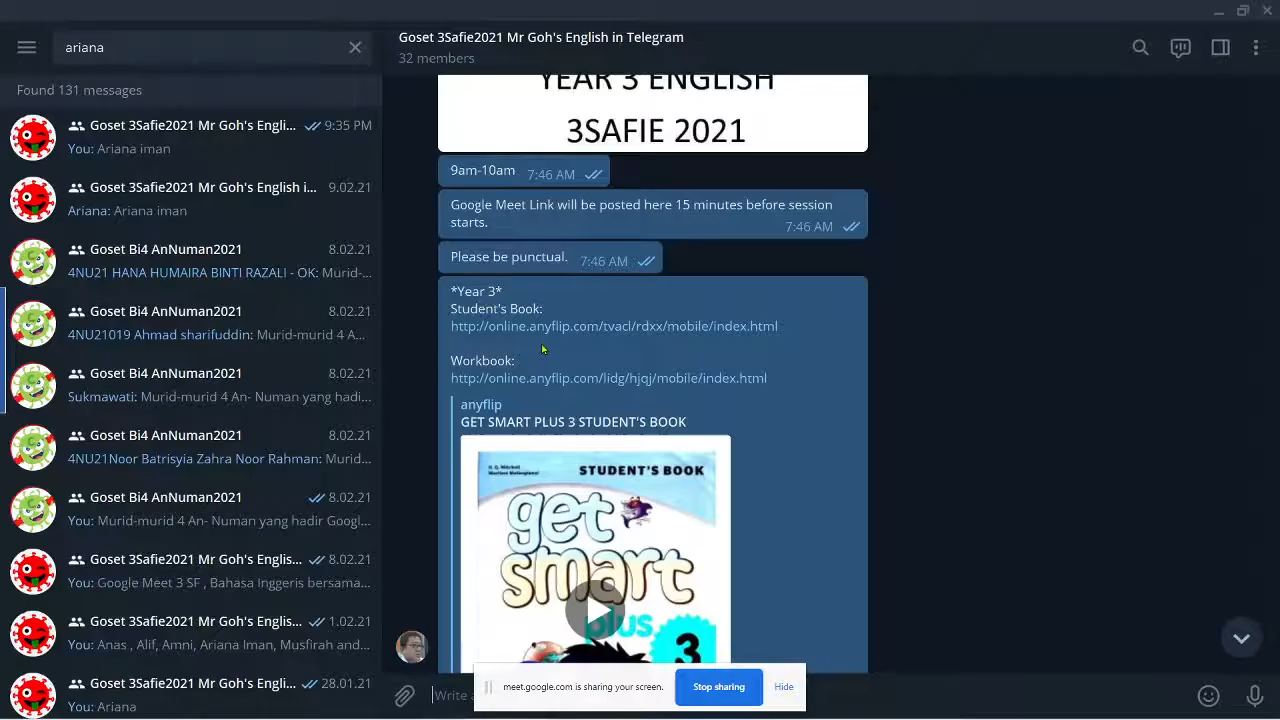 ariana
Found 131 messages
Goset 3Safie2021 Mr Goh's Engli... 9:35 PM
You: Ariana iman
Goset 3Safie2021 Mr Goh's English i... 9.02.21
Ariana: Ariana iman
Goset Bi4 AnNuman2021 8.02.21
4NU21 HANA HUMAIRA BINTI RAZALI - OK: Murid-...
Goset Bi4 AnNuman2021 8.02.21
4NU21019 Ahmad sharifuddin: Murid-murid 4 A...
Goset Bi4 AnNuman2021 8.02.21
Sukmawati: Murid-murid 4 An- Numan yang hadi...
Goset Bi4 AnNuman2021 8.02.21
4NU21Noor Batrisyia Zahra Noor Rahman: Murid...
Goset Bi4 AnNuman2021 8.02.21
You: Murid-murid 4 An- Numan yang hadir Googl...
Goset 3Safie2021 Mr Goh's Englis... 8.02.21
You: Google Meet 3 SF , Bahasa Inggeris bersama...
Goset 3Safie2021 Mr Goh's Englis... 1.02.21
You: Anas , Alif, Amni, Ariana Iman, Musfirah and...
Goset 3Safie2021 Mr Goh's Engli... 28.01.21
You: Ariana
Goset 3Safie2021 Mr Goh's English in Telegram
32 members
YEAR 3 ENGLISH
3SAFIE 2021
9am-10am 7:46 AM
Google Meet Link will be posted here 15 minutes before session
starts. 7:46 AM
Please be punctual. 7:46 AM
*Year 3*
Student's Book:
http://online.anyflip.com/tvacl/rdxx/mobile/index.html
Workbook:
http://online.anyflip.com/lidg/hjqj/mobile/index.html
anyflip
GET SMART PLUS 3 STUDENT'S BOOK
STUDENT'S BOOK
get
smart
plus 3
Write
meet.google.com is sharing your screen. Stop sharing Hide